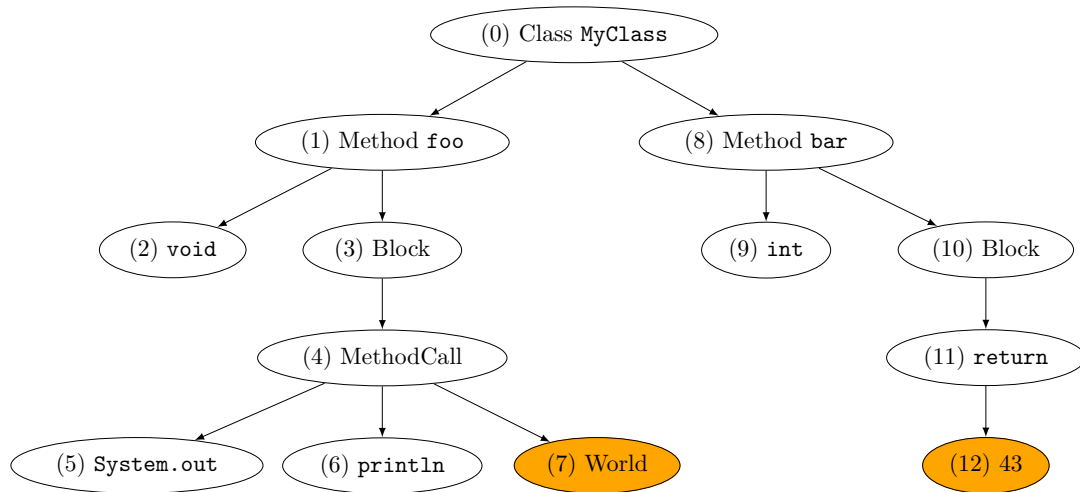 (0) Class MyClass
(1) Method foo
(8) Method bar
(2) void
(3) Block
(9) int
(10) Block
(4) MethodCall
(11) return
(5) System.out
(6) println
(7) World
(12) 43